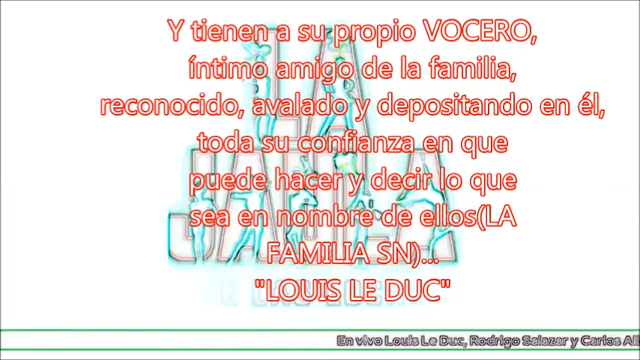 Y tienen a su propio VOCERO,
íntimo amigo de la familia,
reconocido, avalado y depositando en él,
toda su confianza en que
puede hacer y decir lo que
sea en nombre de ellos(LA
FAMILIA SN)...
"LOUIS LE DUC"
LA
JAULA
En vivo Louis Le Duc, Rodrigo Salazar y Carlos